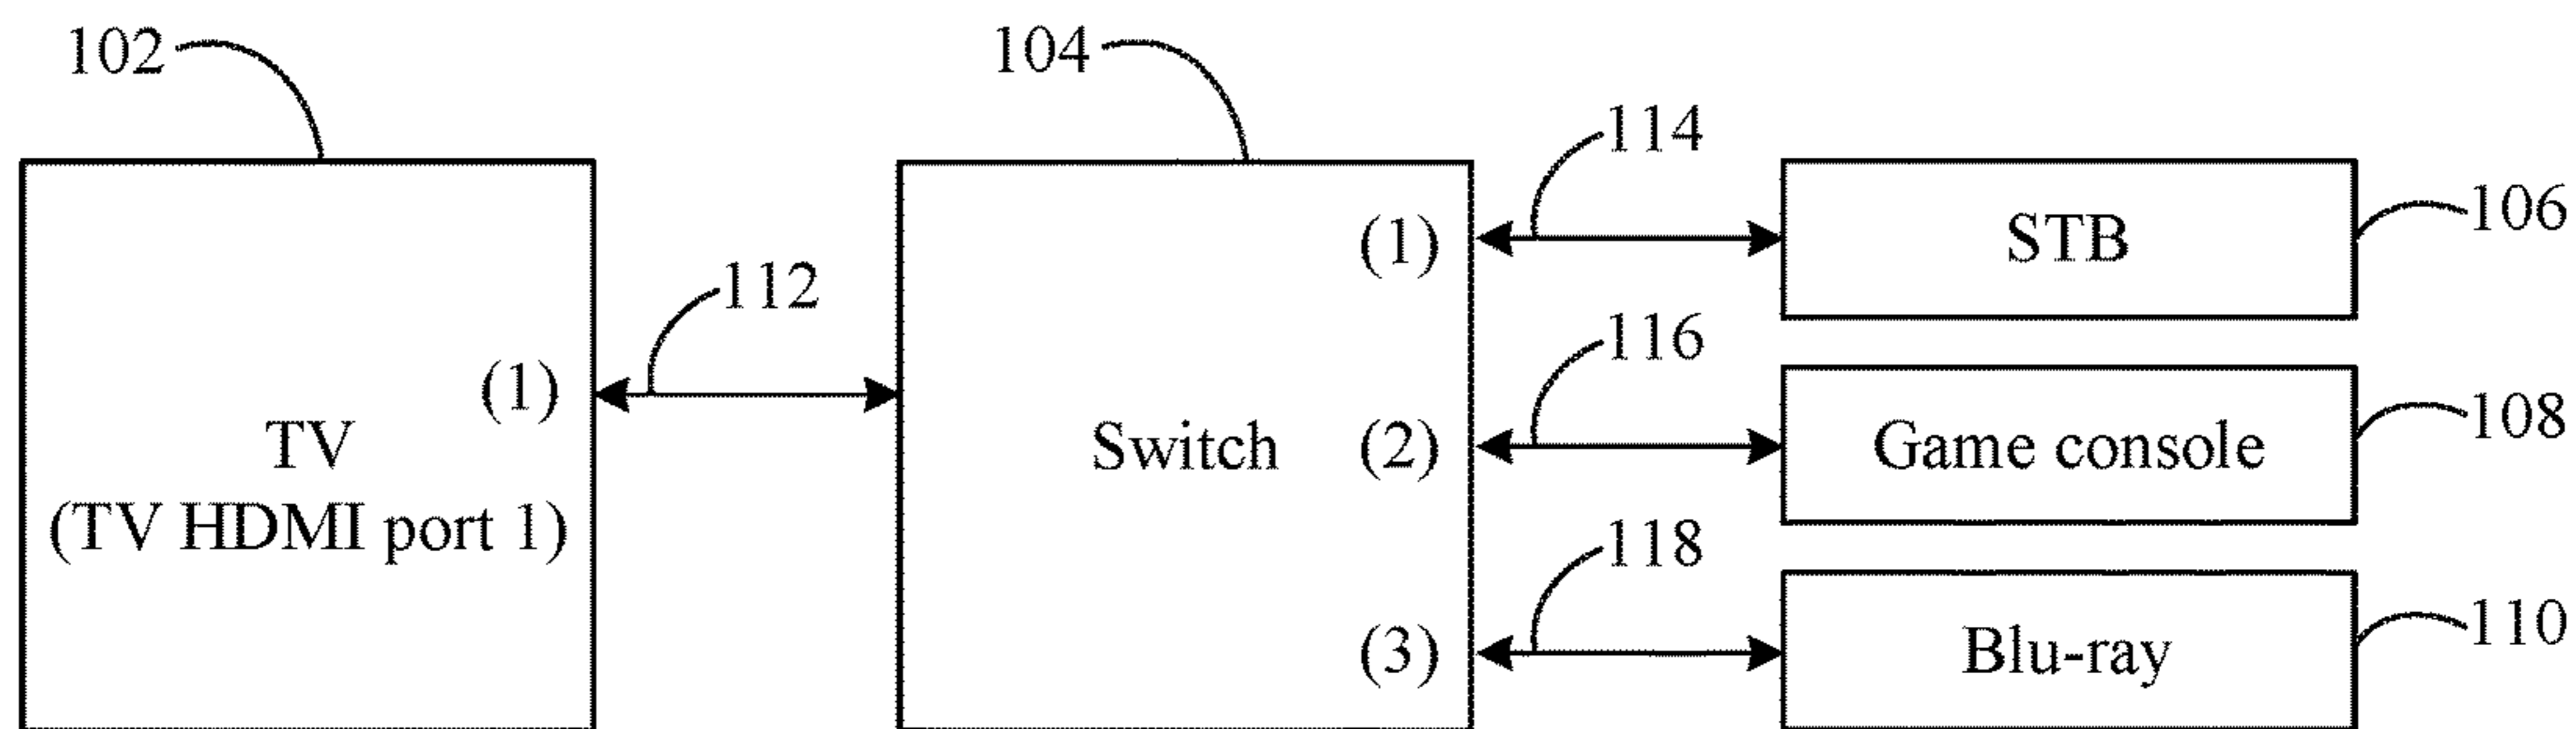 102
104
114
106
STB
(1)
112
116
(1)
108
TV
Switch
(2)
Game console
(TV HDMI port 1)
118
110
(3)
Blu-ray